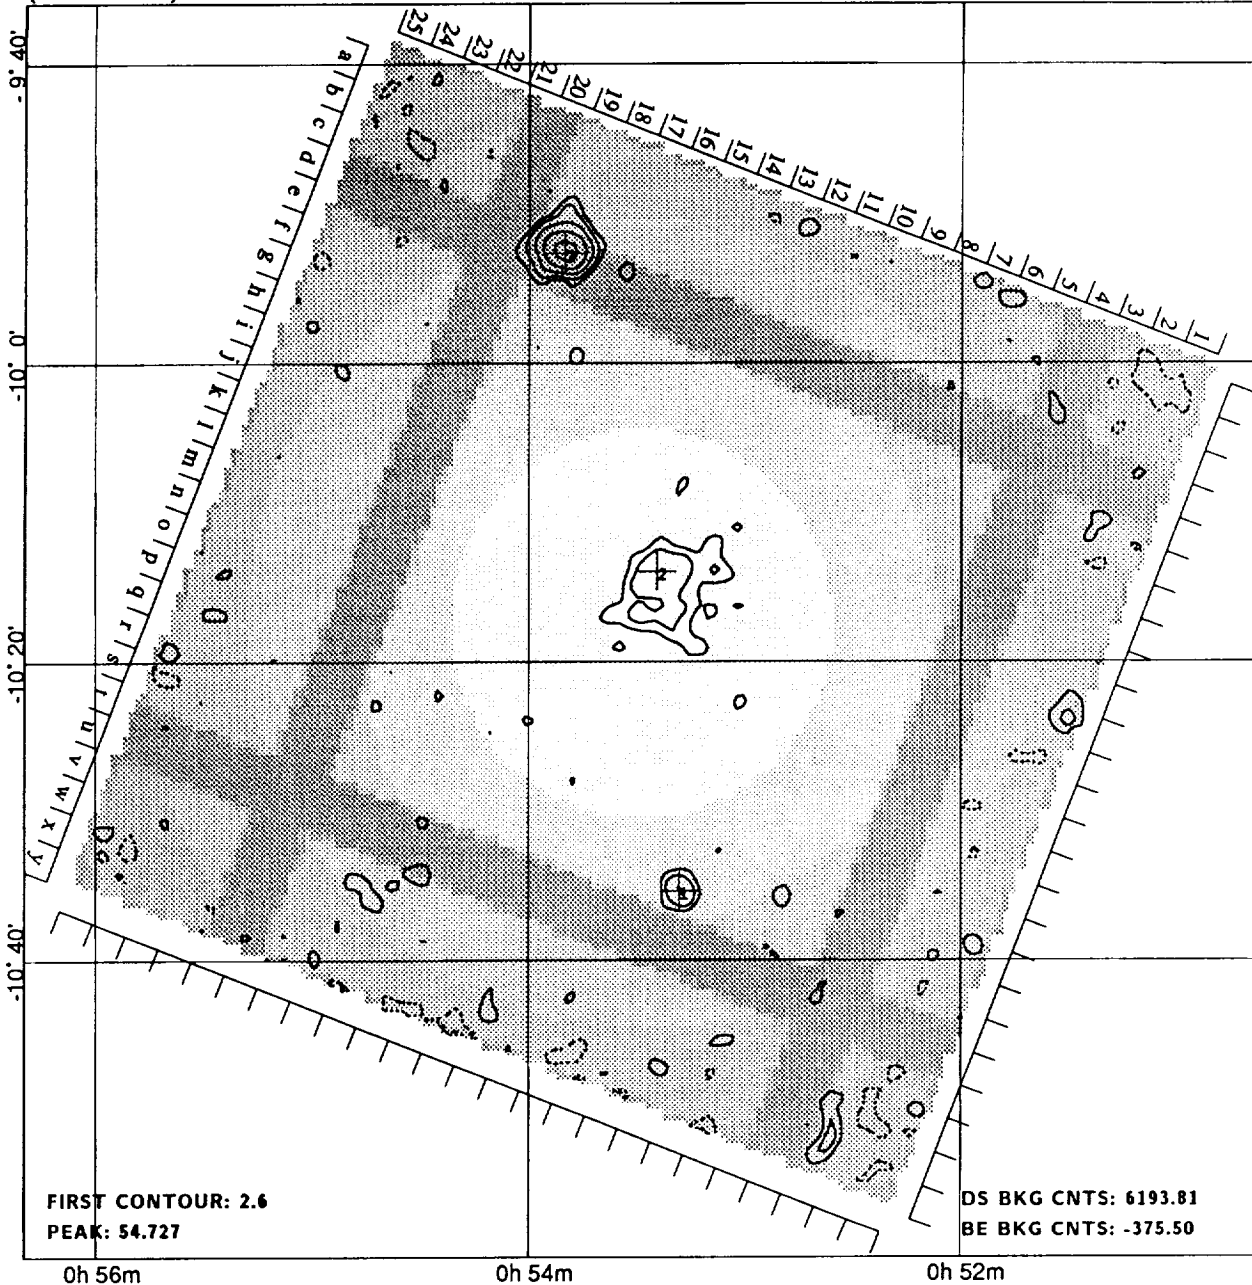 25 24 23 22 21 20 19 18 17 16 15 14 13 12 11 10 9 8 7 6 5 4 3 2 1
a b c d e f g h i j k l m n o p q r s t u v w x y
-9° 40'
-10° 0'
-10° 20'
-10° 40'
2
FIRST CONTOUR: 2.6
PEAK: 54.727
DS BKG CNTS: 6193.81
BE BKG CNTS: -375.50
0h 56m
0h 54m
0h 52m